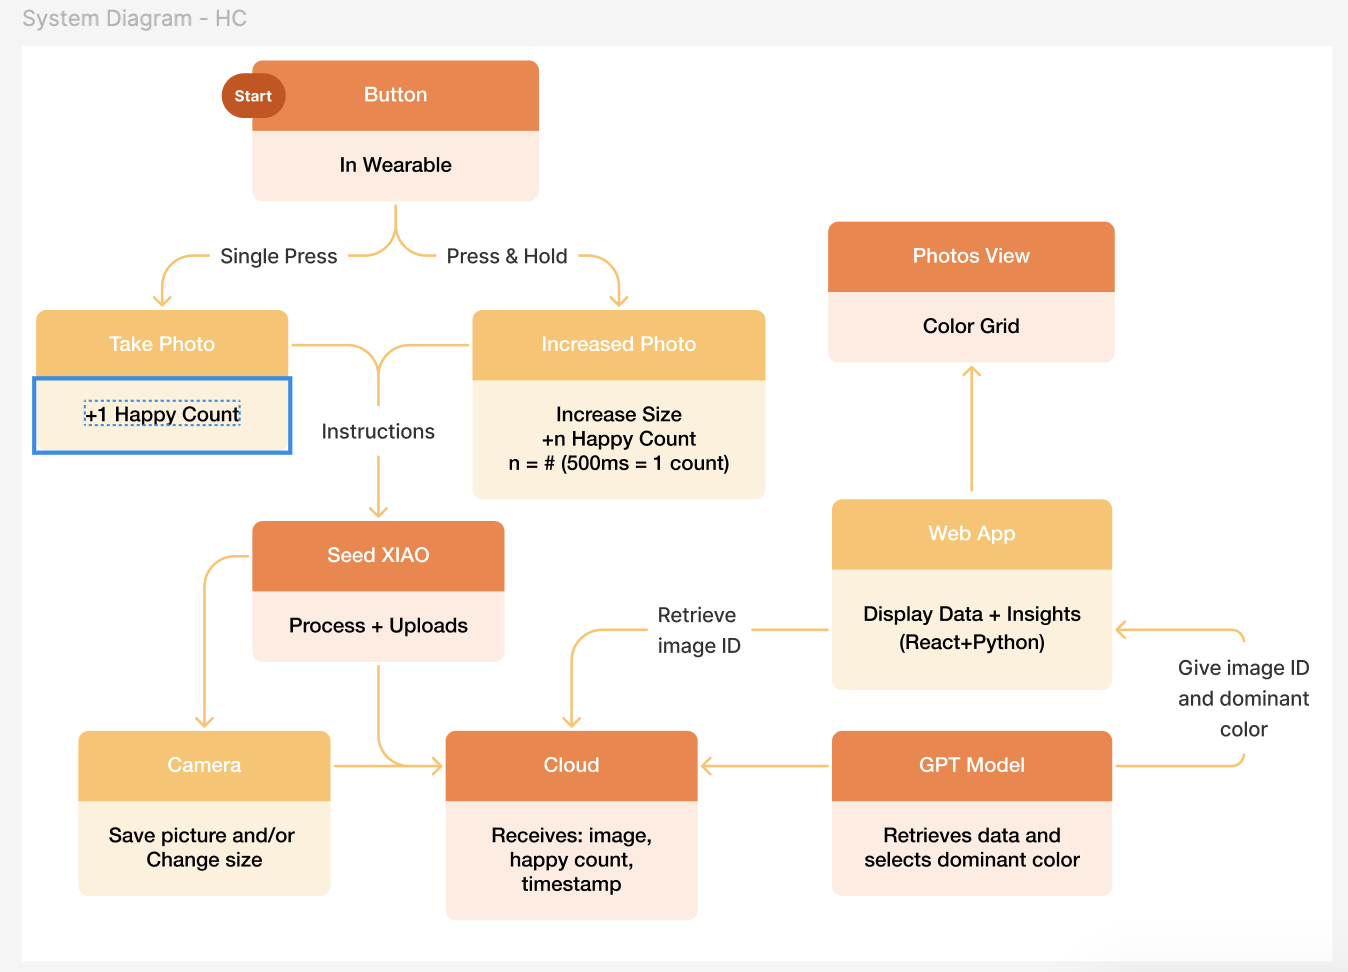 System Diagram - HC
Start
Button
In Wearable
Single Press
Press & Hold
Take Photo
+1 Happy Count
Increased Photo
Increase Size
+n Happy Count
n = # (500ms = 1 count)
Instructions
Photos View
Color Grid
Seed XIAO
Process + Uploads
Web App
Display Data + Insights
(React+Python)
Retrieve
image ID
Give image ID
and dominant
color
Camera
Save picture and/or
Change size
Cloud
Receives: image,
happy count,
timestamp
GPT Model
Retrieves data and
selects dominant color